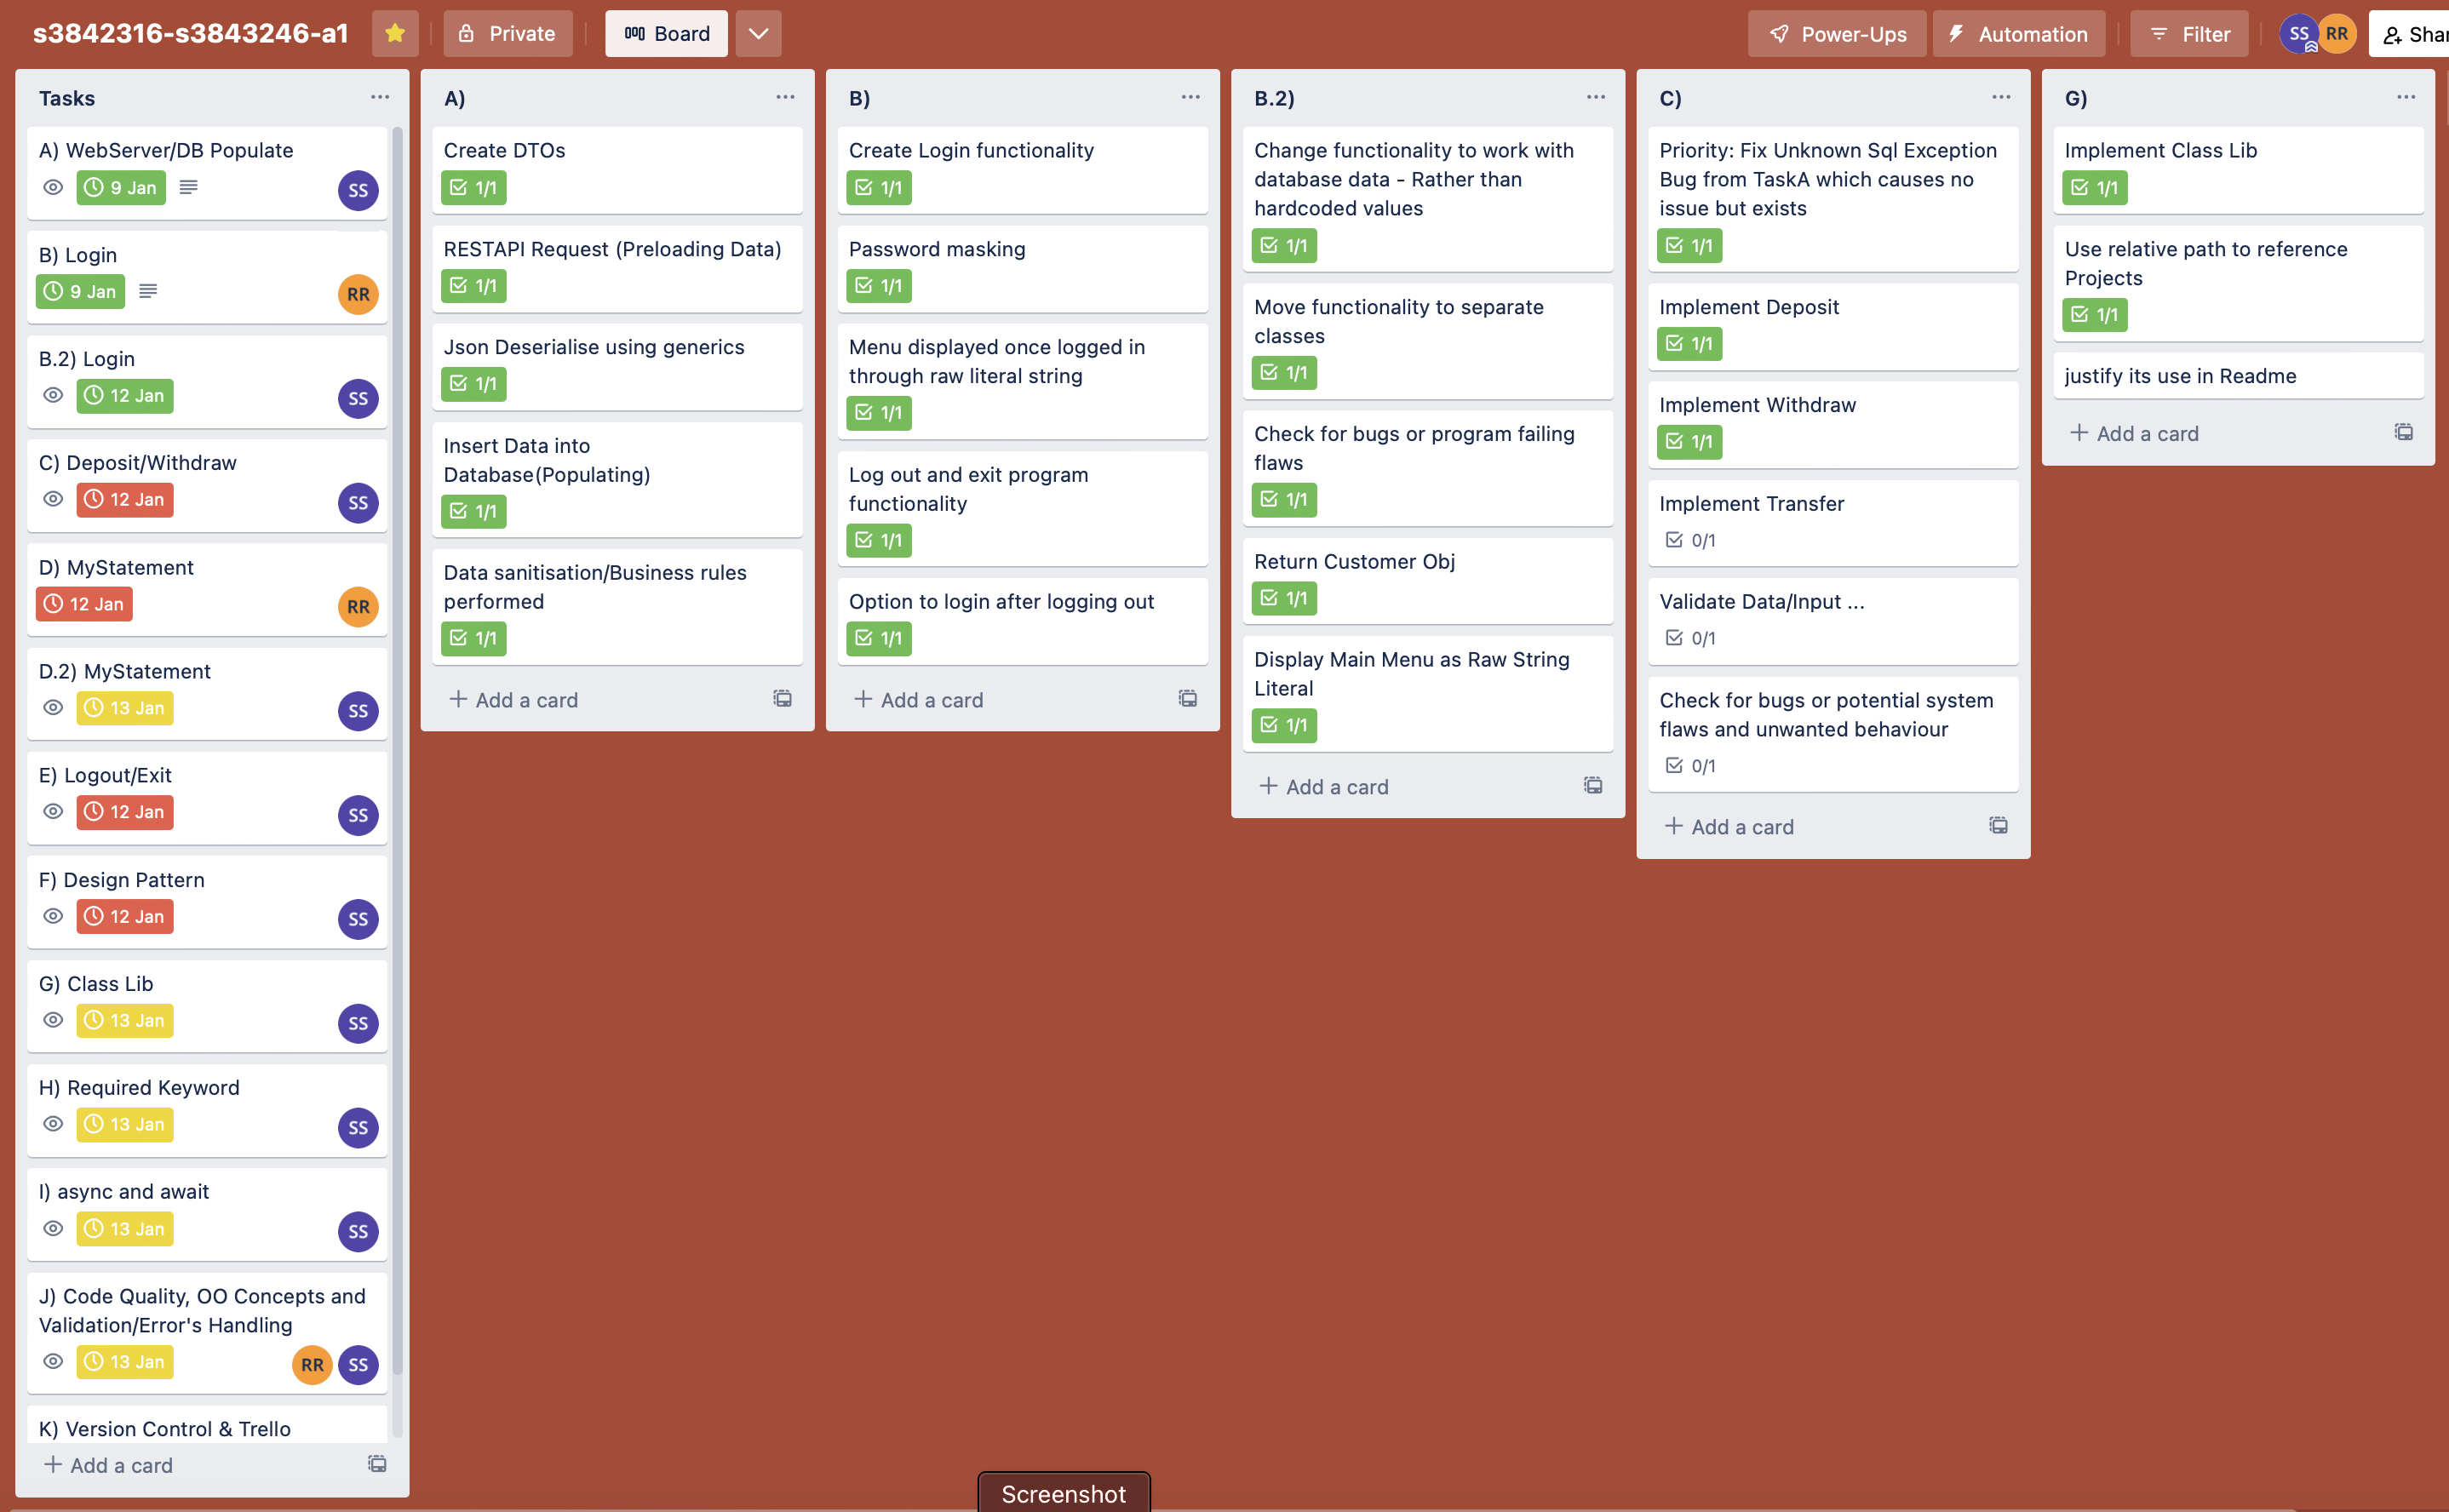 s3842316-s3843246-a1
Private
Board
Power-Ups
Automation
Filter
SS
RR
Tasks
A) WebServer/DB Populate
9 Jan
SS
B) Login
9 Jan
RR
B.2) Login
12 Jan
SS
C) Deposit/Withdraw
12 Jan
SS
D) MyStatement
12 Jan
RR
D.2) MyStatement
13 Jan
SS
E) Logout/Exit
12 Jan
SS
F) Design Pattern
12 Jan
SS
G) Class Lib
13 Jan
SS
H) Required Keyword
13 Jan
SS
I) async and await
13 Jan
SS
J) Code Quality, OO Concepts and
Validation/Error's Handling
13 Jan
RR
SS
K) Version Control & Trello
+ Add a card
A)
Create DTOs
1/1
RESTAPI Request (Preloading Data)
1/1
Json Deserialise using generics
1/1
Insert Data into
Database(Populating)
1/1
Data sanitisation/Business rules
performed
1/1
+ Add a card
B)
Create Login functionality
1/1
Password masking
1/1
Menu displayed once logged in
through raw literal string
1/1
Log out and exit program
functionality
1/1
Option to login after logging out
1/1
+ Add a card
B.2)
Change functionality to work with
database data - Rather than
hardcoded values
1/1
Move functionality to separate
classes
1/1
Check for bugs or program failing
flaws
1/1
Return Customer Obj
1/1
Display Main Menu as Raw String
Literal
1/1
+ Add a card
C)
Priority: Fix Unknown Sql Exception
Bug from TaskA which causes no
issue but exists
1/1
Implement Deposit
1/1
Implement Withdraw
1/1
Implement Transfer
0/1
Validate Data/Input ...
0/1
Check for bugs or potential system
flaws and unwanted behaviour
0/1
+ Add a card
G)
Implement Class Lib
1/1
Use relative path to reference
Projects
1/1
justify its use in Readme
+ Add a card
Screenshot